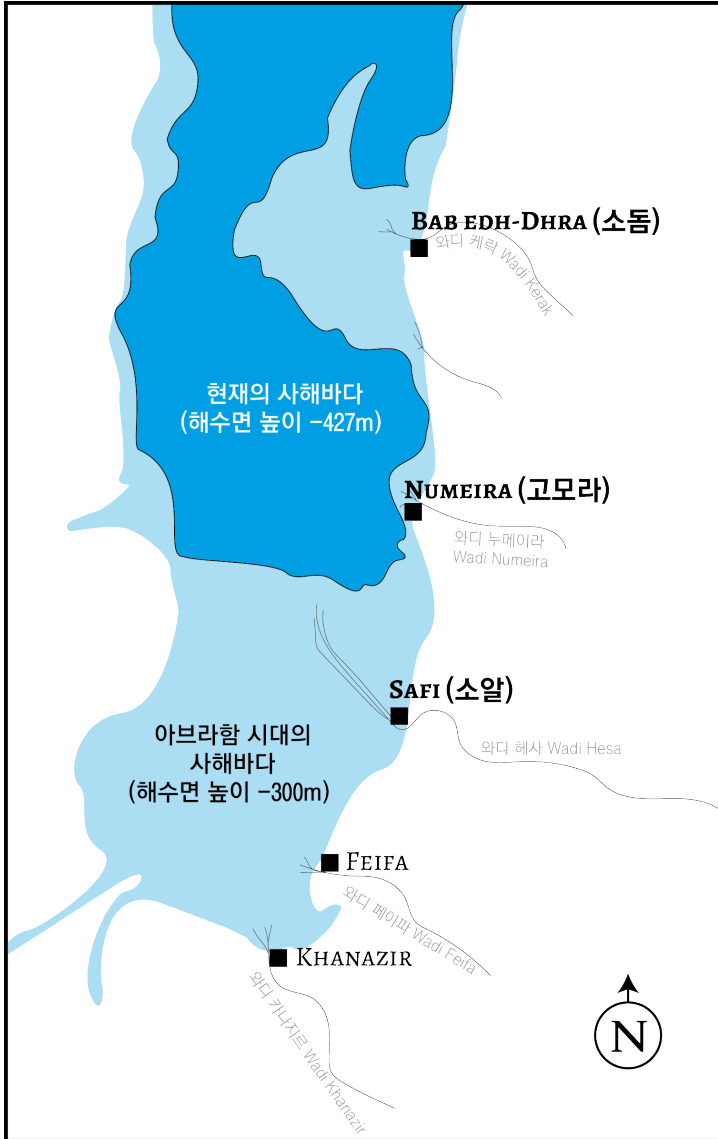 BAB EDH-DHRA (소돔)
와디 케락 Wadi Kerak
현재의 사해바다
(해수면 높이 -427m)
NUMEIRA (고모라)
와디 누메이라
Wadi Numeira
SAFI (소알)
아브라함 시대의
사해바다
(해수면 높이 -300m)
와디 헤사 Wadi Hesa
FEIFA
와디 페이파 Wadi Feifa
KHANAZIR
와디 카나지르 Wadi Khanazir
N